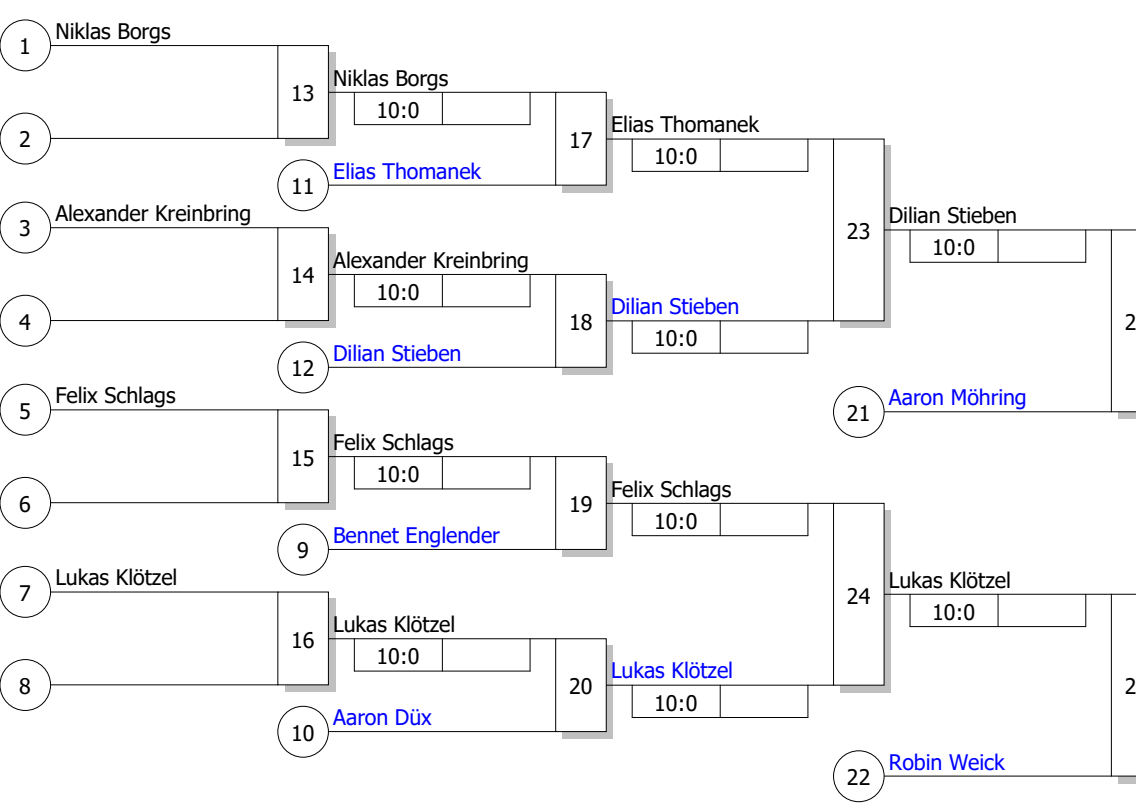 1 Niklas Borgs
13 Niklas Borgs
10:0
2
17 Elias Thomanek
10:0
11 Elias Thomanek
3 Alexander Kreinbring
23 Dilian Stieben
10:0
14 Alexander Kreinbring
10:0
4
18 Dilian Stieben
10:0
2
12 Dilian Stieben
5 Felix Schlags
21 Aaron Möhring
15 Felix Schlags
10:0
6
19 Felix Schlags
10:0
9 Bennet Englender
7 Lukas Klötzel
24 Lukas Klötzel
10:0
16 Lukas Klötzel
10:0
8
20 Lukas Klötzel
10:0
2
10 Aaron Düx
22 Robin Weick